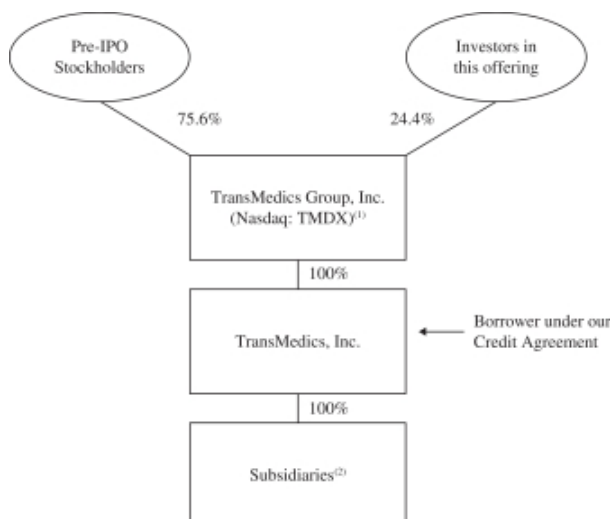 Pre-IPO
Stockholders
Investors in
this offering
75.6%
24.4%
TransMedics Group, Inc.
(Nasdaq: TMDX)(1)
100%
TransMedics, Inc.
Borrower under our
Credit Agreement
100%
Subsidiaries(2)